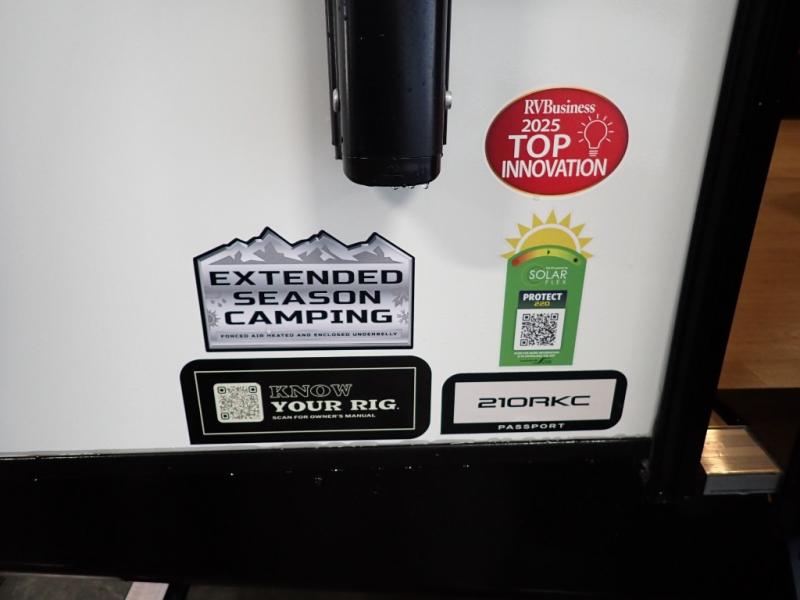 RVBusiness
2025
TOP
INNOVATION
EXTENDED
SEASON
CAMPING
FORCED AIR HEATED AND ENCLOSED UNDERBELLY
SOLAR
FLEX
PROTECT
220
KNOW
YOUR RIG.
SCAN FOR OWNER'S MANUAL
210RKC
PASSPORT